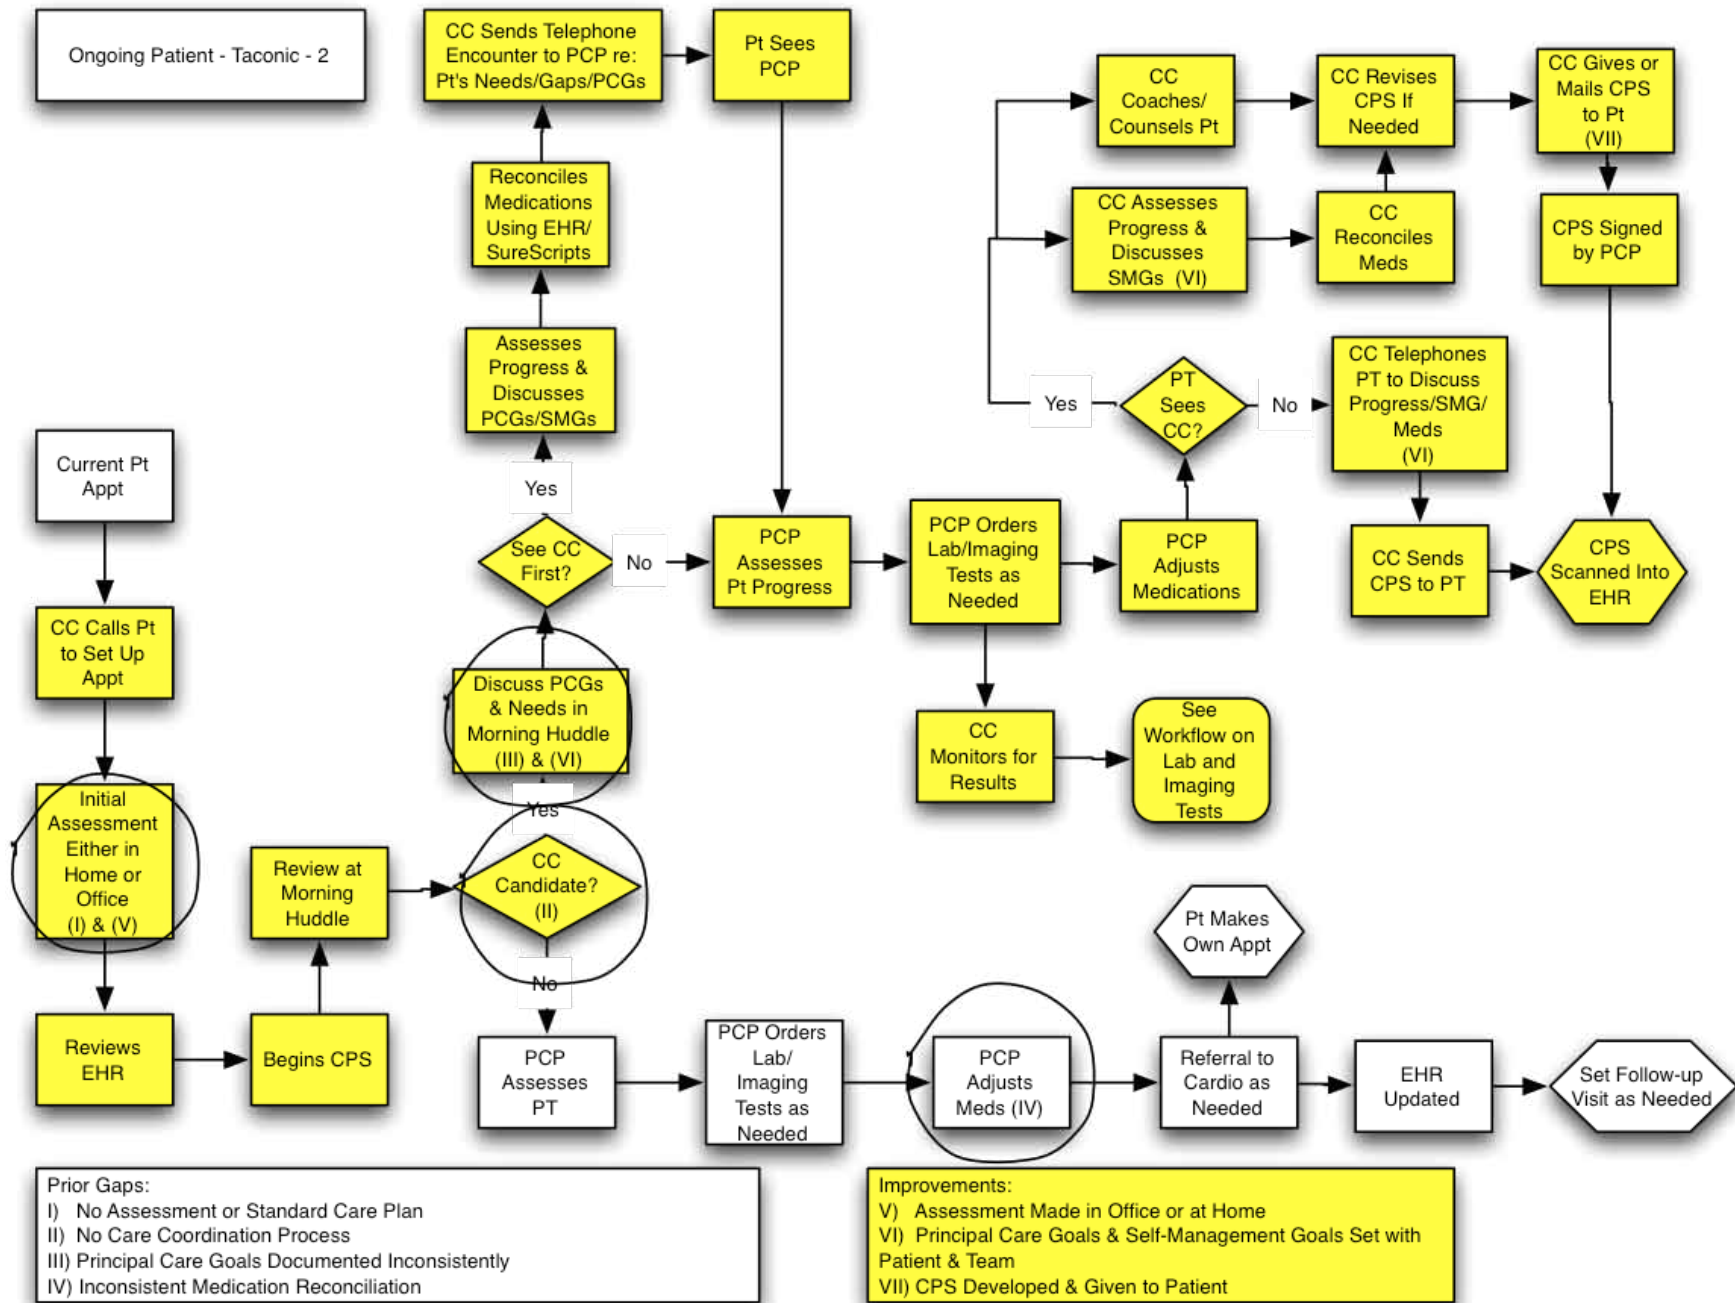 Ongoing Patient - Taconic - 2
CC Sends Telephone
Encounter to PCP re:
Pt's Needs/Gaps/PCGs
Pt Sees
PCP
CC
Coaches/
Counsels Pt
CC Revises
CPS If
Needed
CC Gives or
Mails CPS
to Pt
(VII)
Reconciles
Medications
Using EHR/
SureScripts
CC Assesses
Progress &
Discusses
SMGs (VI)
CC
Reconciles
Meds
CPS Signed
by PCP
Assesses
Progress &
Discusses
PCGs/SMGs
Yes
PT
Sees
CC?
No
CC Telephones
PT to Discuss
Progress/SMG/
Meds
(VI)
Current Pt
Appt
Yes
See CC
First?
No
PCP
Assesses
Pt Progress
PCP Orders
Lab/Imaging
Tests as
Needed
PCP
Adjusts
Medications
CC Sends
CPS to PT
CPS
Scanned Into
EHR
CC Calls Pt
to Set Up
Appt
Discuss PCGs
& Needs in
Morning Huddle
(III) & (VI)
CC
Monitors for
Results
See
Workflow on
Lab and
Imaging
Tests
Initial
Assessment
Either in
Home or
Office
(I) & (V)
Review at
Morning
Huddle
Yes
CC
Candidate?
(II)
No
Pt Makes
Own Appt
Reviews
EHR
Begins CPS
PCP
Assesses
PT
PCP Orders
Lab/
Imaging
Tests as
Needed
PCP
Adjusts
Meds (IV)
Referral to
Cardio as
Needed
EHR
Updated
Set Follow-up
Visit as Needed
Prior Gaps:
I) No Assessment or Standard Care Plan
II) No Care Coordination Process
III) Principal Care Goals Documented Inconsistently
IV) Inconsistent Medication Reconciliation
Improvements:
V) Assessment Made in Office or at Home
VI) Principal Care Goals & Self-Management Goals Set with
Patient & Team
VII) CPS Developed & Given to Patient